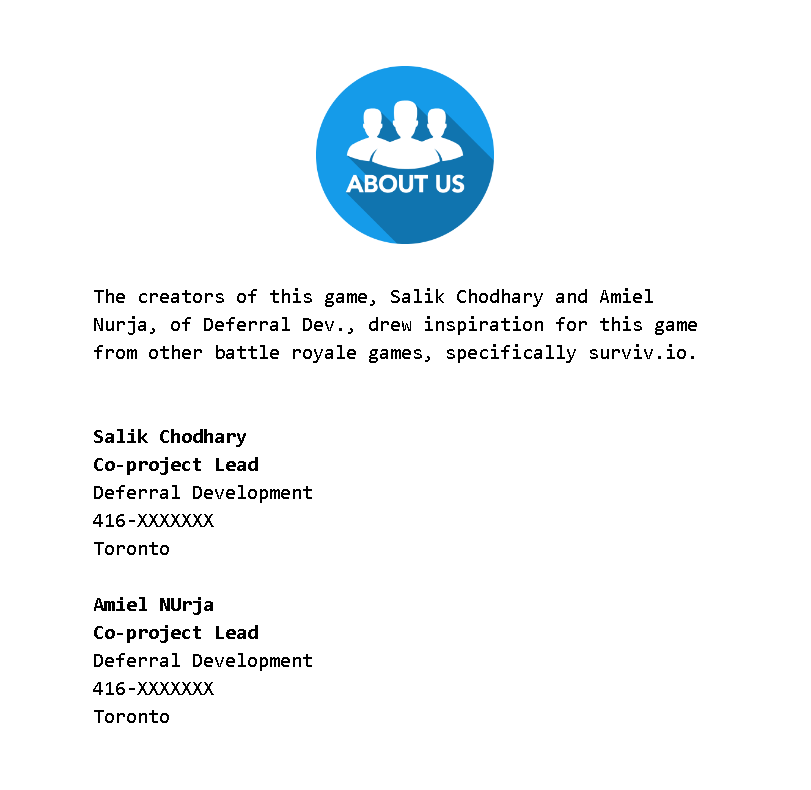 ABOUT US
The creators of this game, Salik Chodhary and Amiel
Nurja, of Deferral Dev., drew inspiration for this game
from other battle royale games, specifically surviv.io.
Salik Chodhary
Co-project Lead
Deferral Development
416-XXXXXXX
Toronto
Amiel NUrja
Co-project Lead
Deferral Development
416-XXXXXXX
Toronto